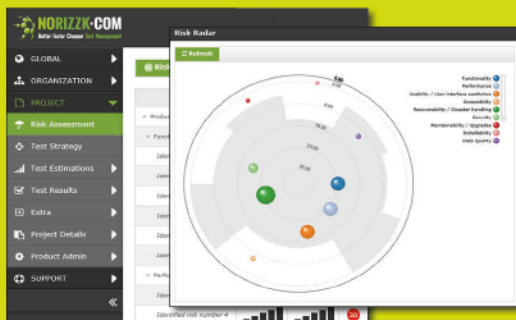 NORIZZK.COM
Better Faster Cheaper Test Management
GLOBAL
ORGANIZATION
PROJECT
Risk Assessment
Test Strategy
Test Estimations
Test Results
Extra
Project Details
Product Admin
SUPPORT
Risk Radar
Refresh
Functionality
Performance
Usability / User-interface aesthetics
Accessibility
Recoverability / Disaster handling
Security
Maintainability / Upgrades
Installability
Data Quality
Identified risk number 4
20